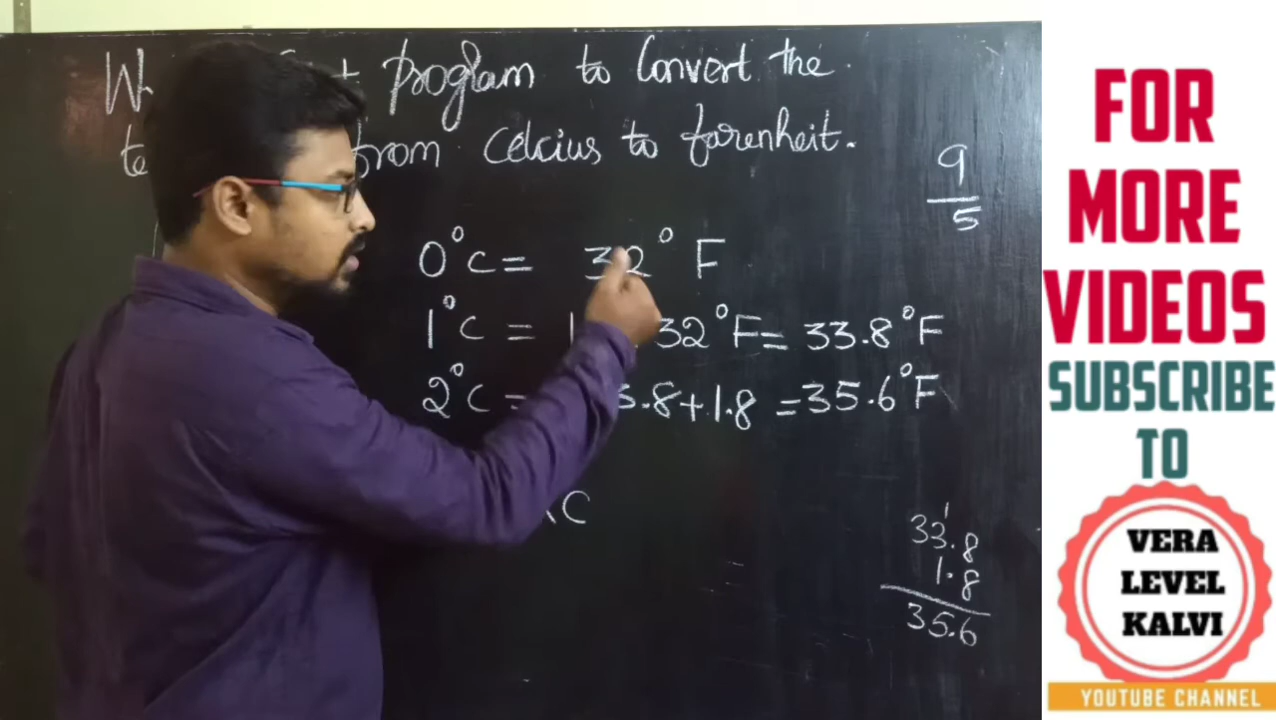 program to Convert the
from Celcius to farenheit.
9
5
0°C = 32° F
1°C = 32°F = 33.8°F
2°C = .8+1.8 =35.6°F
C
33.8
1.8
35.6
FOR
MORE
VIDEOS
SUBSCRIBE
TO
VERA
LEVEL
KALVI
YOUTUBE CHANNEL